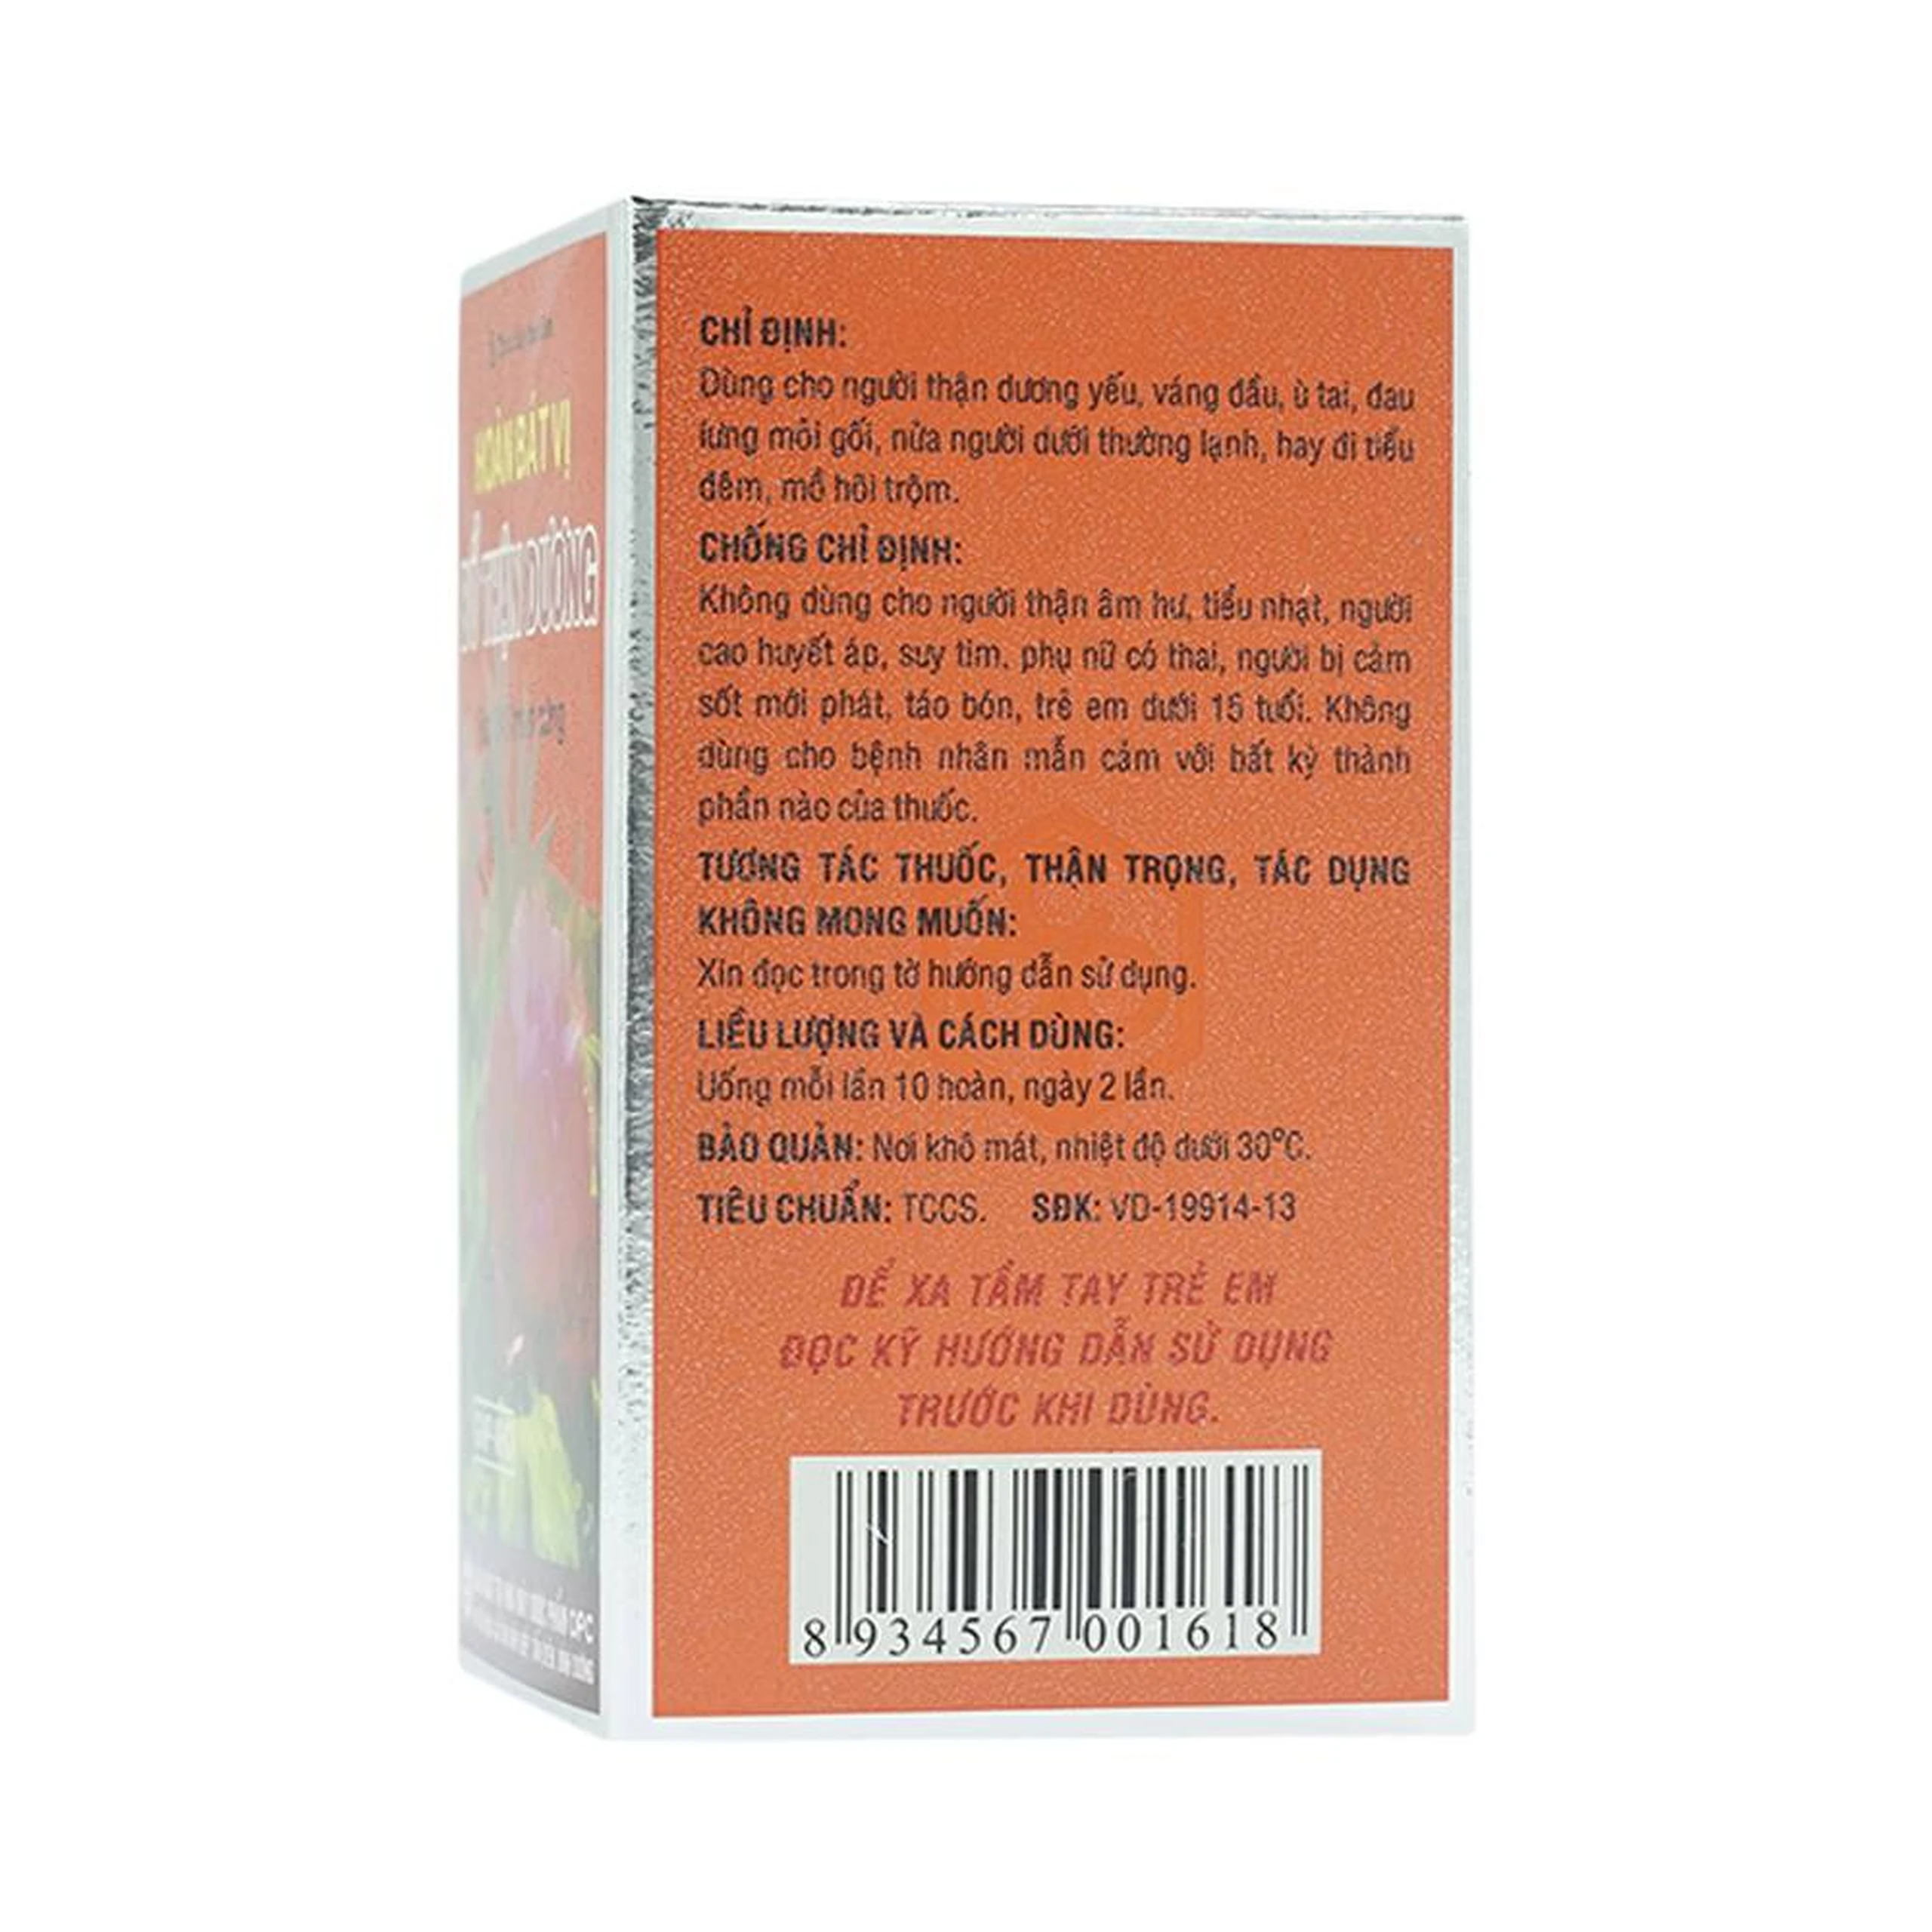 HOÀN BÁT VỊ
BỔ THẬN DƯƠNG
OPC
CHỈ ĐỊNH:
Dùng cho người thận dương yếu, váng đầu, ù tai, đau
lưng mỏi gối, nửa người dưới thường lạnh, hay đi tiểu
đêm, mồ hôi trộm.
CHỐNG CHỈ ĐỊNH:
Không dùng cho người thận âm hư, tiểu nhạt, người
cao huyết áp, suy tim, phụ nữ có thai, người bị cảm
sốt mới phát, táo bón, trẻ em dưới 15 tuổi. Không
dùng cho bệnh nhân mẫn cảm với bất kỳ thành
phần nào của thuốc.
TƯƠNG TÁC THUỐC, THẬN TRỌNG, TÁC DỤNG
KHÔNG MONG MUỐN:
Xin đọc trong tờ hướng dẫn sử dụng.
LIỀU LƯỢNG VÀ CÁCH DÙNG:
Uống mỗi lần 10 hoàn, ngày 2 lần.
BẢO QUẢN: Nơi khô mát, nhiệt độ dưới 30°C.
TIÊU CHUẨN: TCCS. SĐK: VD-19914-13
ĐỂ XA TẦM TAY TRẺ EM
ĐỌC KỸ HƯỚNG DẪN SỬ DỤNG
TRƯỚC KHI DÙNG.
8 934567 001618